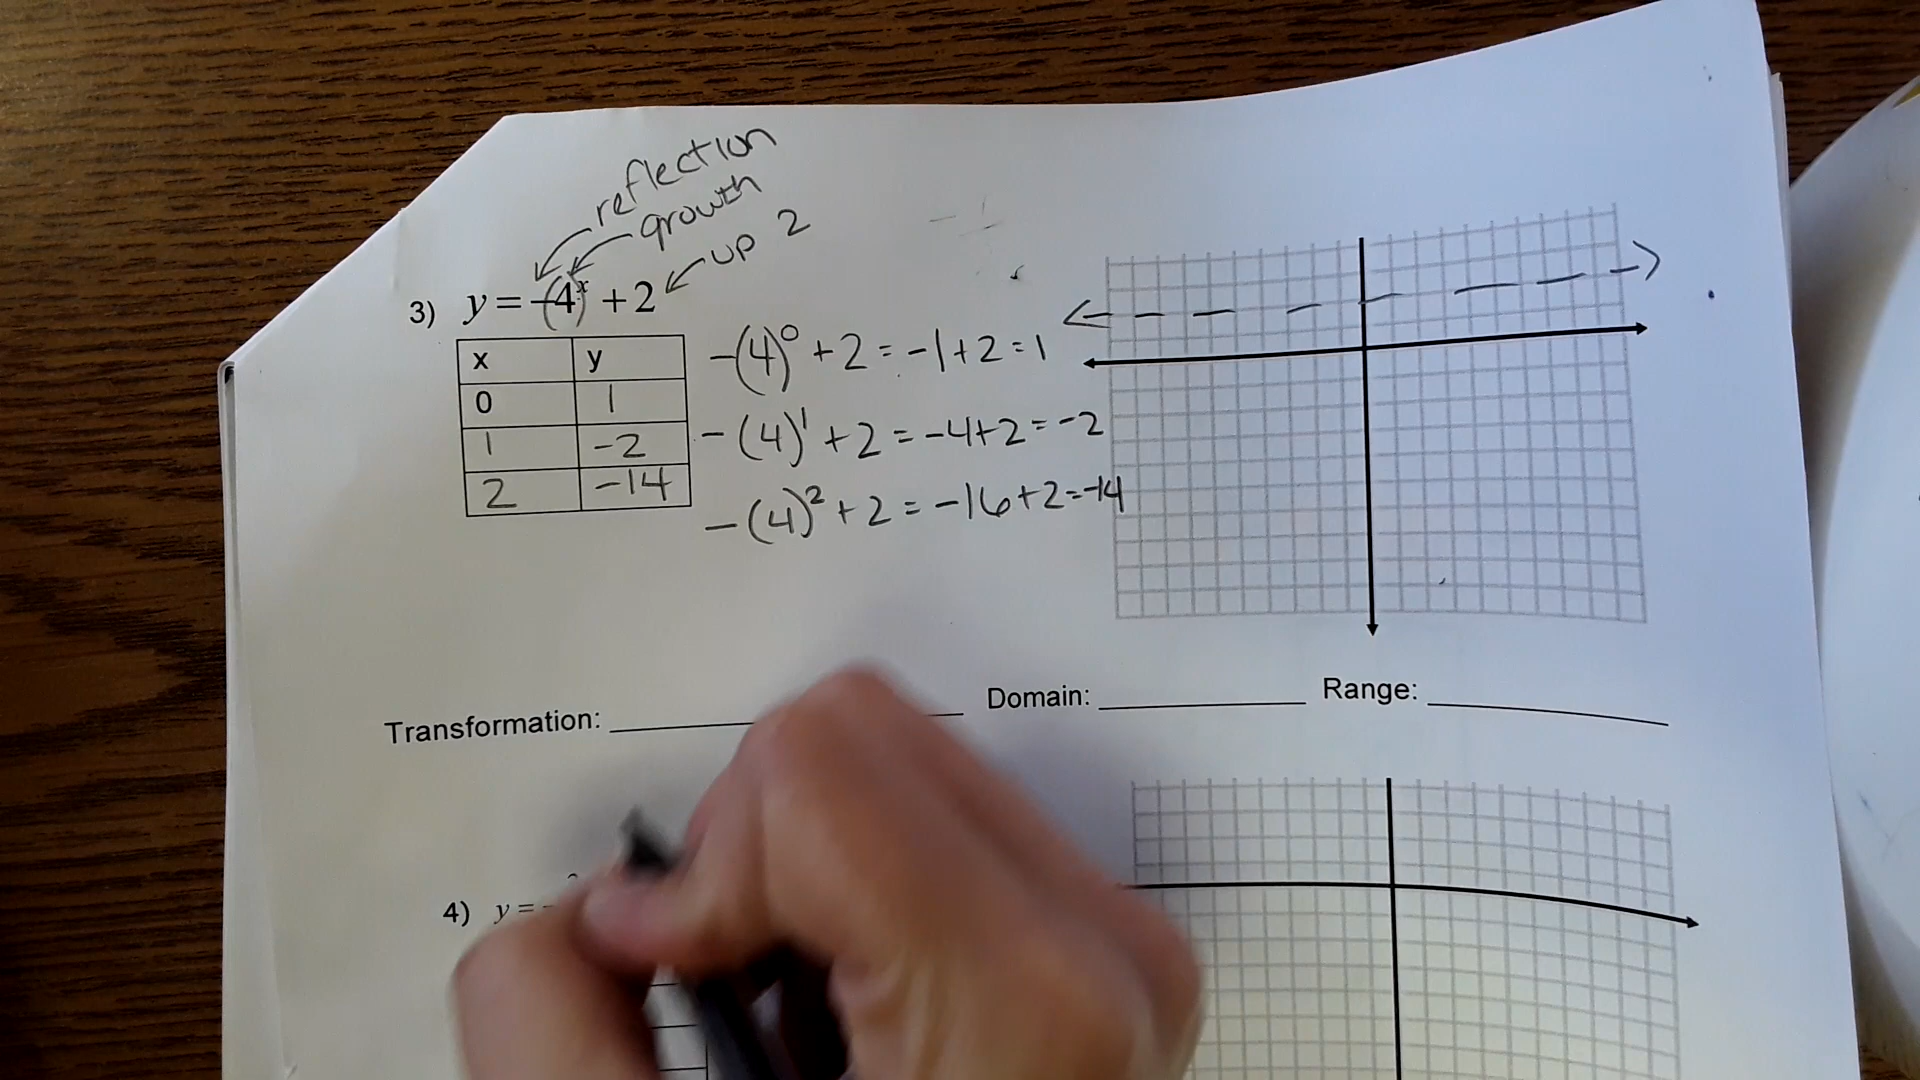 reflection
growth
up 2
3) y = -(4)^x + 2
x y
0 1
1 -2
2 -14
-(4)^0 + 2 = -1 + 2 = 1
-(4)^1 + 2 = -4 + 2 = -2
-(4)^2 + 2 = -16 + 2 = -14
Transformation: Domain: Range:
4) y =